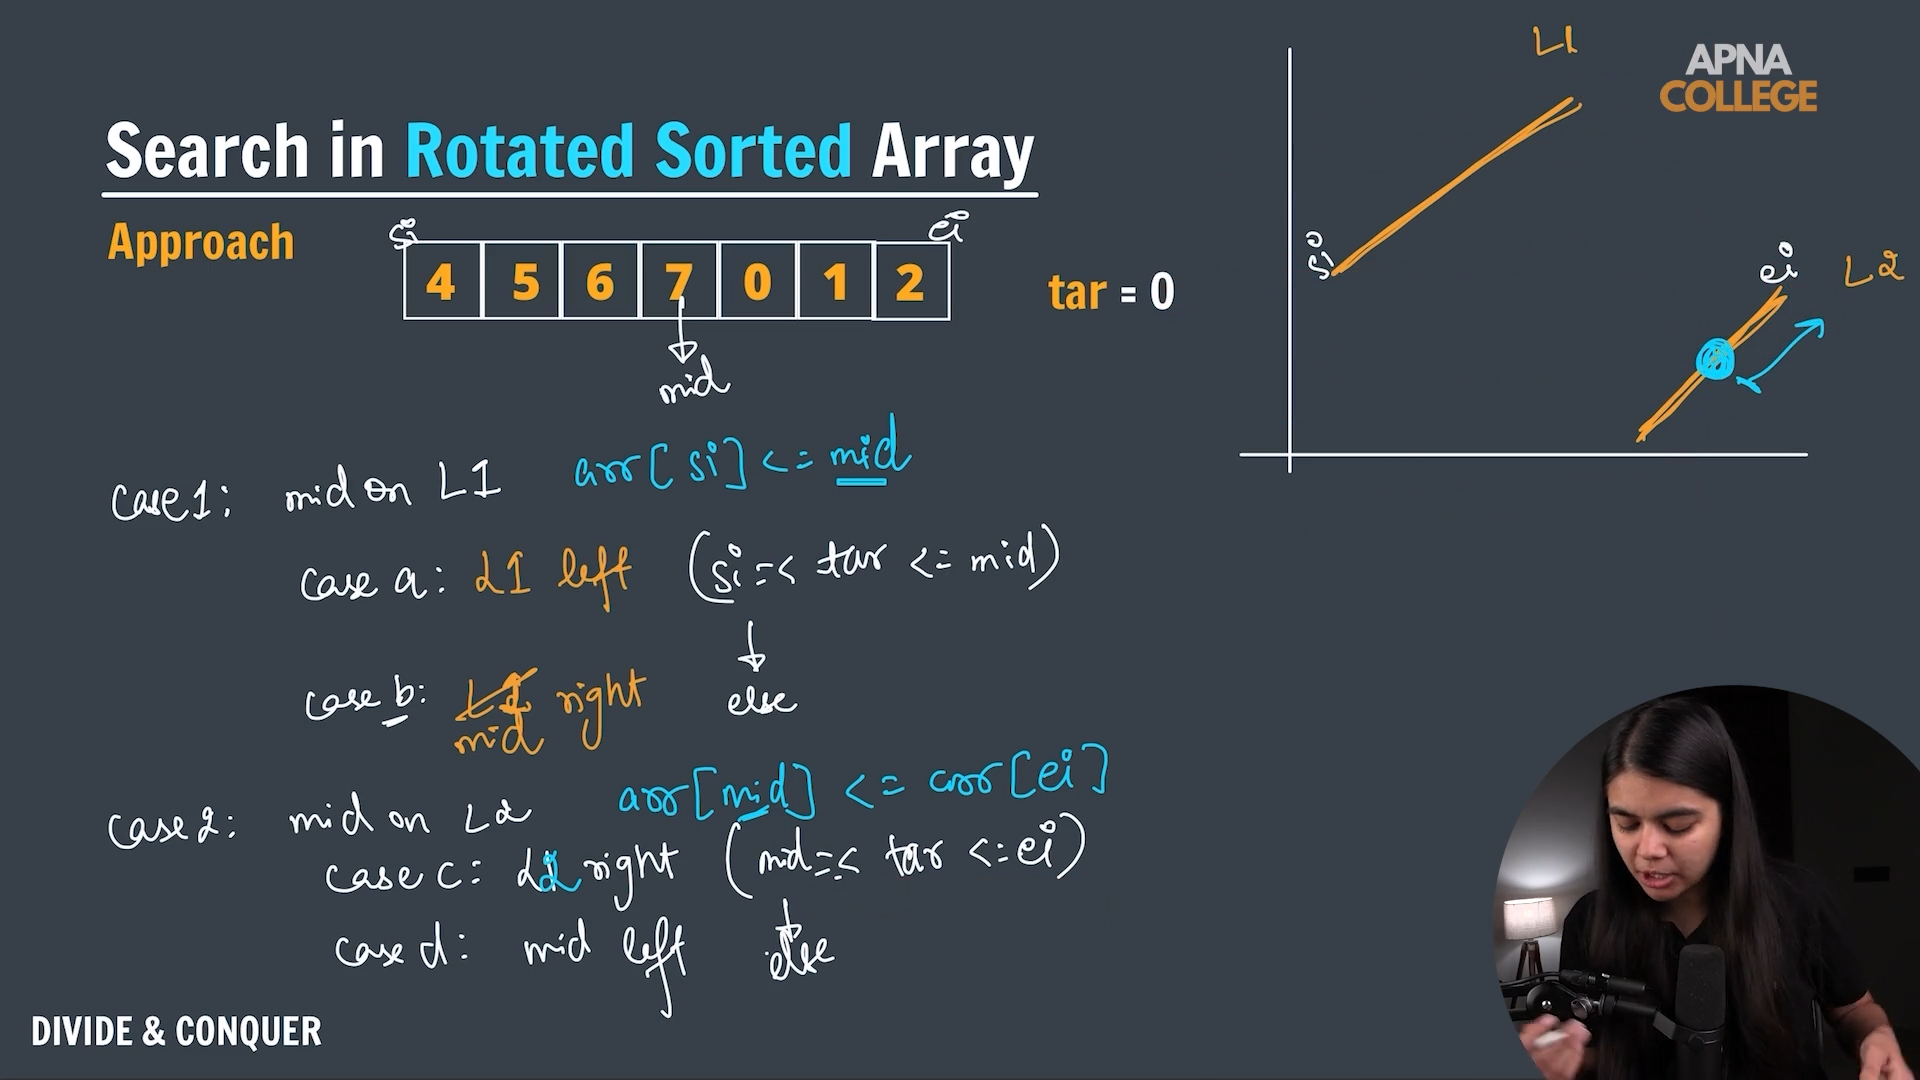 L1
APNA
COLLEGE
Search in Rotated Sorted Array
Approach
si
ei
4 5 6 7 0 1 2
tar = 0
mid
si
ei
L2
case1: mid on L1 arr[si] <= mid
case a: L1 left (si =< tar <= mid)
else
case b: right
mid
case2: mid on L2 arr[mid] <= arr[ei]
case c: L2 right (mid =< tar <= ei)
case d: mid left else
DIVIDE & CONQUER